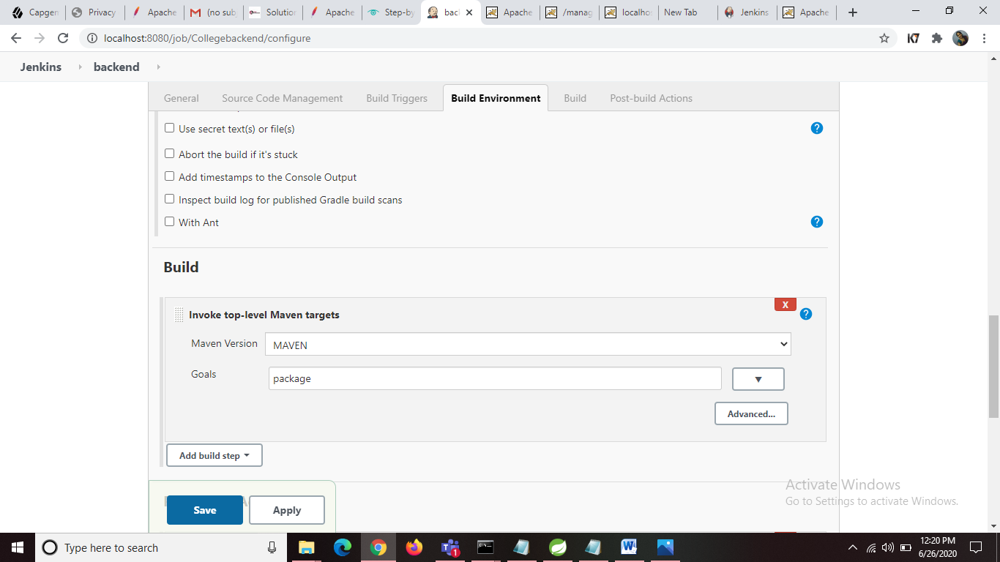 Capgen Privacy Apache (no sub Solution Apache Step-by bac Apache /manag localho New Tab Jenkins Apache
localhost:8080/job/Collegebackend/configure
Jenkins backend
General Source Code Management Build Triggers Build Environment Build Post-build Actions
Use secret text(s) or file(s)
Abort the build if it's stuck
Add timestamps to the Console Output
Inspect build log for published Gradle build scans
With Ant
Build
X
Invoke top-level Maven targets
Maven Version MAVEN
Goals package
Advanced...
Add build step
Activate Windows
Go to Settings to activate Windows.
Save Apply
Type here to search
12:20 PM
6/26/2020